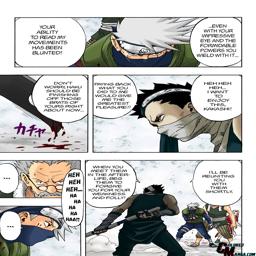 ...EVEN
WITH YOUR
IMPRESSIVE
EYE AND THE
FORMIDABLE
POWERS YOU
WIELD WITH IT...
YOUR
ABILITY
TO READ MY
MOVEMENTS
HAS BEEN
BLUNTED!
HEH HEH
HEH...
I WANT TO
ENJOY
THIS,
KAKASHI!
PAYING BACK
WHAT YOU
DID TO ME
WOULD
GIVE ME
THE
GREATEST
PLEASURE!!
DON'T
WORRY, HAKU
SHOULD BE
FINISHING
OFF THOSE
BRATS OF
YOURS RIGHT
ABOUT
NOW!
カチャ
I'LL BE
REUNITING
YOU
WITH THEM
SHORTLY.
WHEN YOU
MEET THEM
IN THE
AFTER-
LIFE, BEG
THEM TO
FORGIVE
YOU FOR YOUR
WEAKNESS
AND FOLLY!
HEH
HEH
HEH...
HA
HA
HA
HA!!
...
...